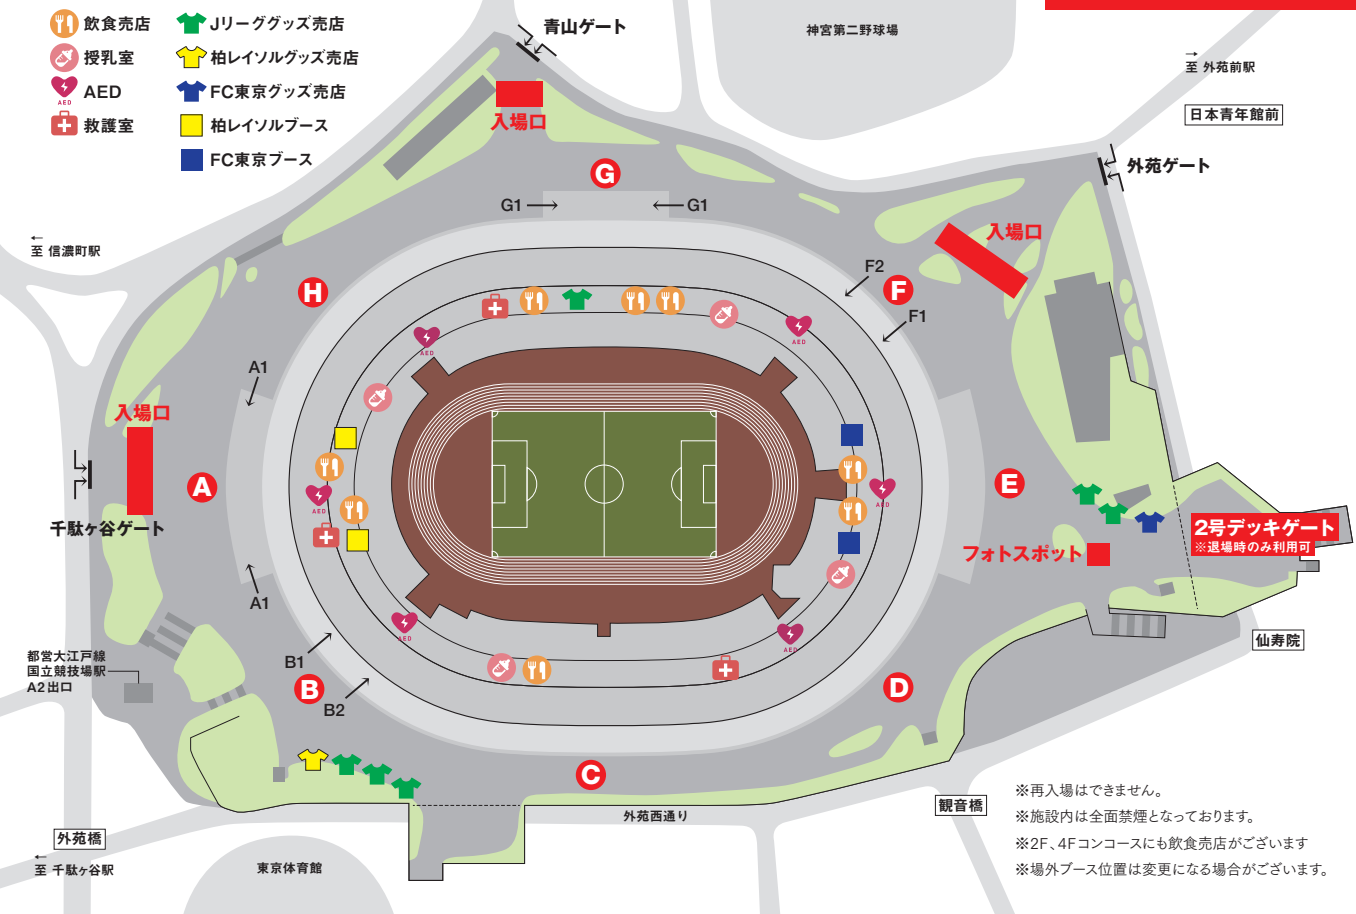 飲食売店
Jリーググッズ売店
授乳室
柏レイソルグッズ売店
AED
AED
FC東京グッズ売店
救護室
柏レイソルブース
FC東京ブース
青山ゲート
入場口
神宮第二野球場
→
至 外苑前駅
日本青年館前
外苑ゲート
入場口
G
G1
G1
←
至 信濃町駅
H
F2
F
F1
AED
AED
A1
入場口
A
千駄ヶ谷ゲート
AED
AED
E
2号デッキゲート
※退場時のみ利用可
フォトスポット
A1
AED
AED
仙寿院
都営大江戸線
国立競技場駅
A2出口
B1
B
B2
D
C
外苑西通り
観音橋
外苑橋
←
至 千駄ヶ谷駅
東京体育館
※再入場はできません。
※施設内は全面禁煙となっております。
※2F、4Fコンコースにも飲食売店がございます
※場外ブース位置は変更になる場合がございます。